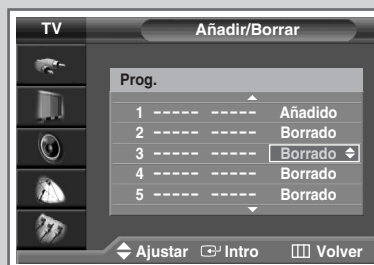 TV Añadir/Borrar
Prog.
1 ----- ----- Añadido
2 ----- ----- Borrado
3 ----- ----- Borrado
4 ----- ----- Borrado
5 ----- ----- Borrado
Ajustar Intro Volver